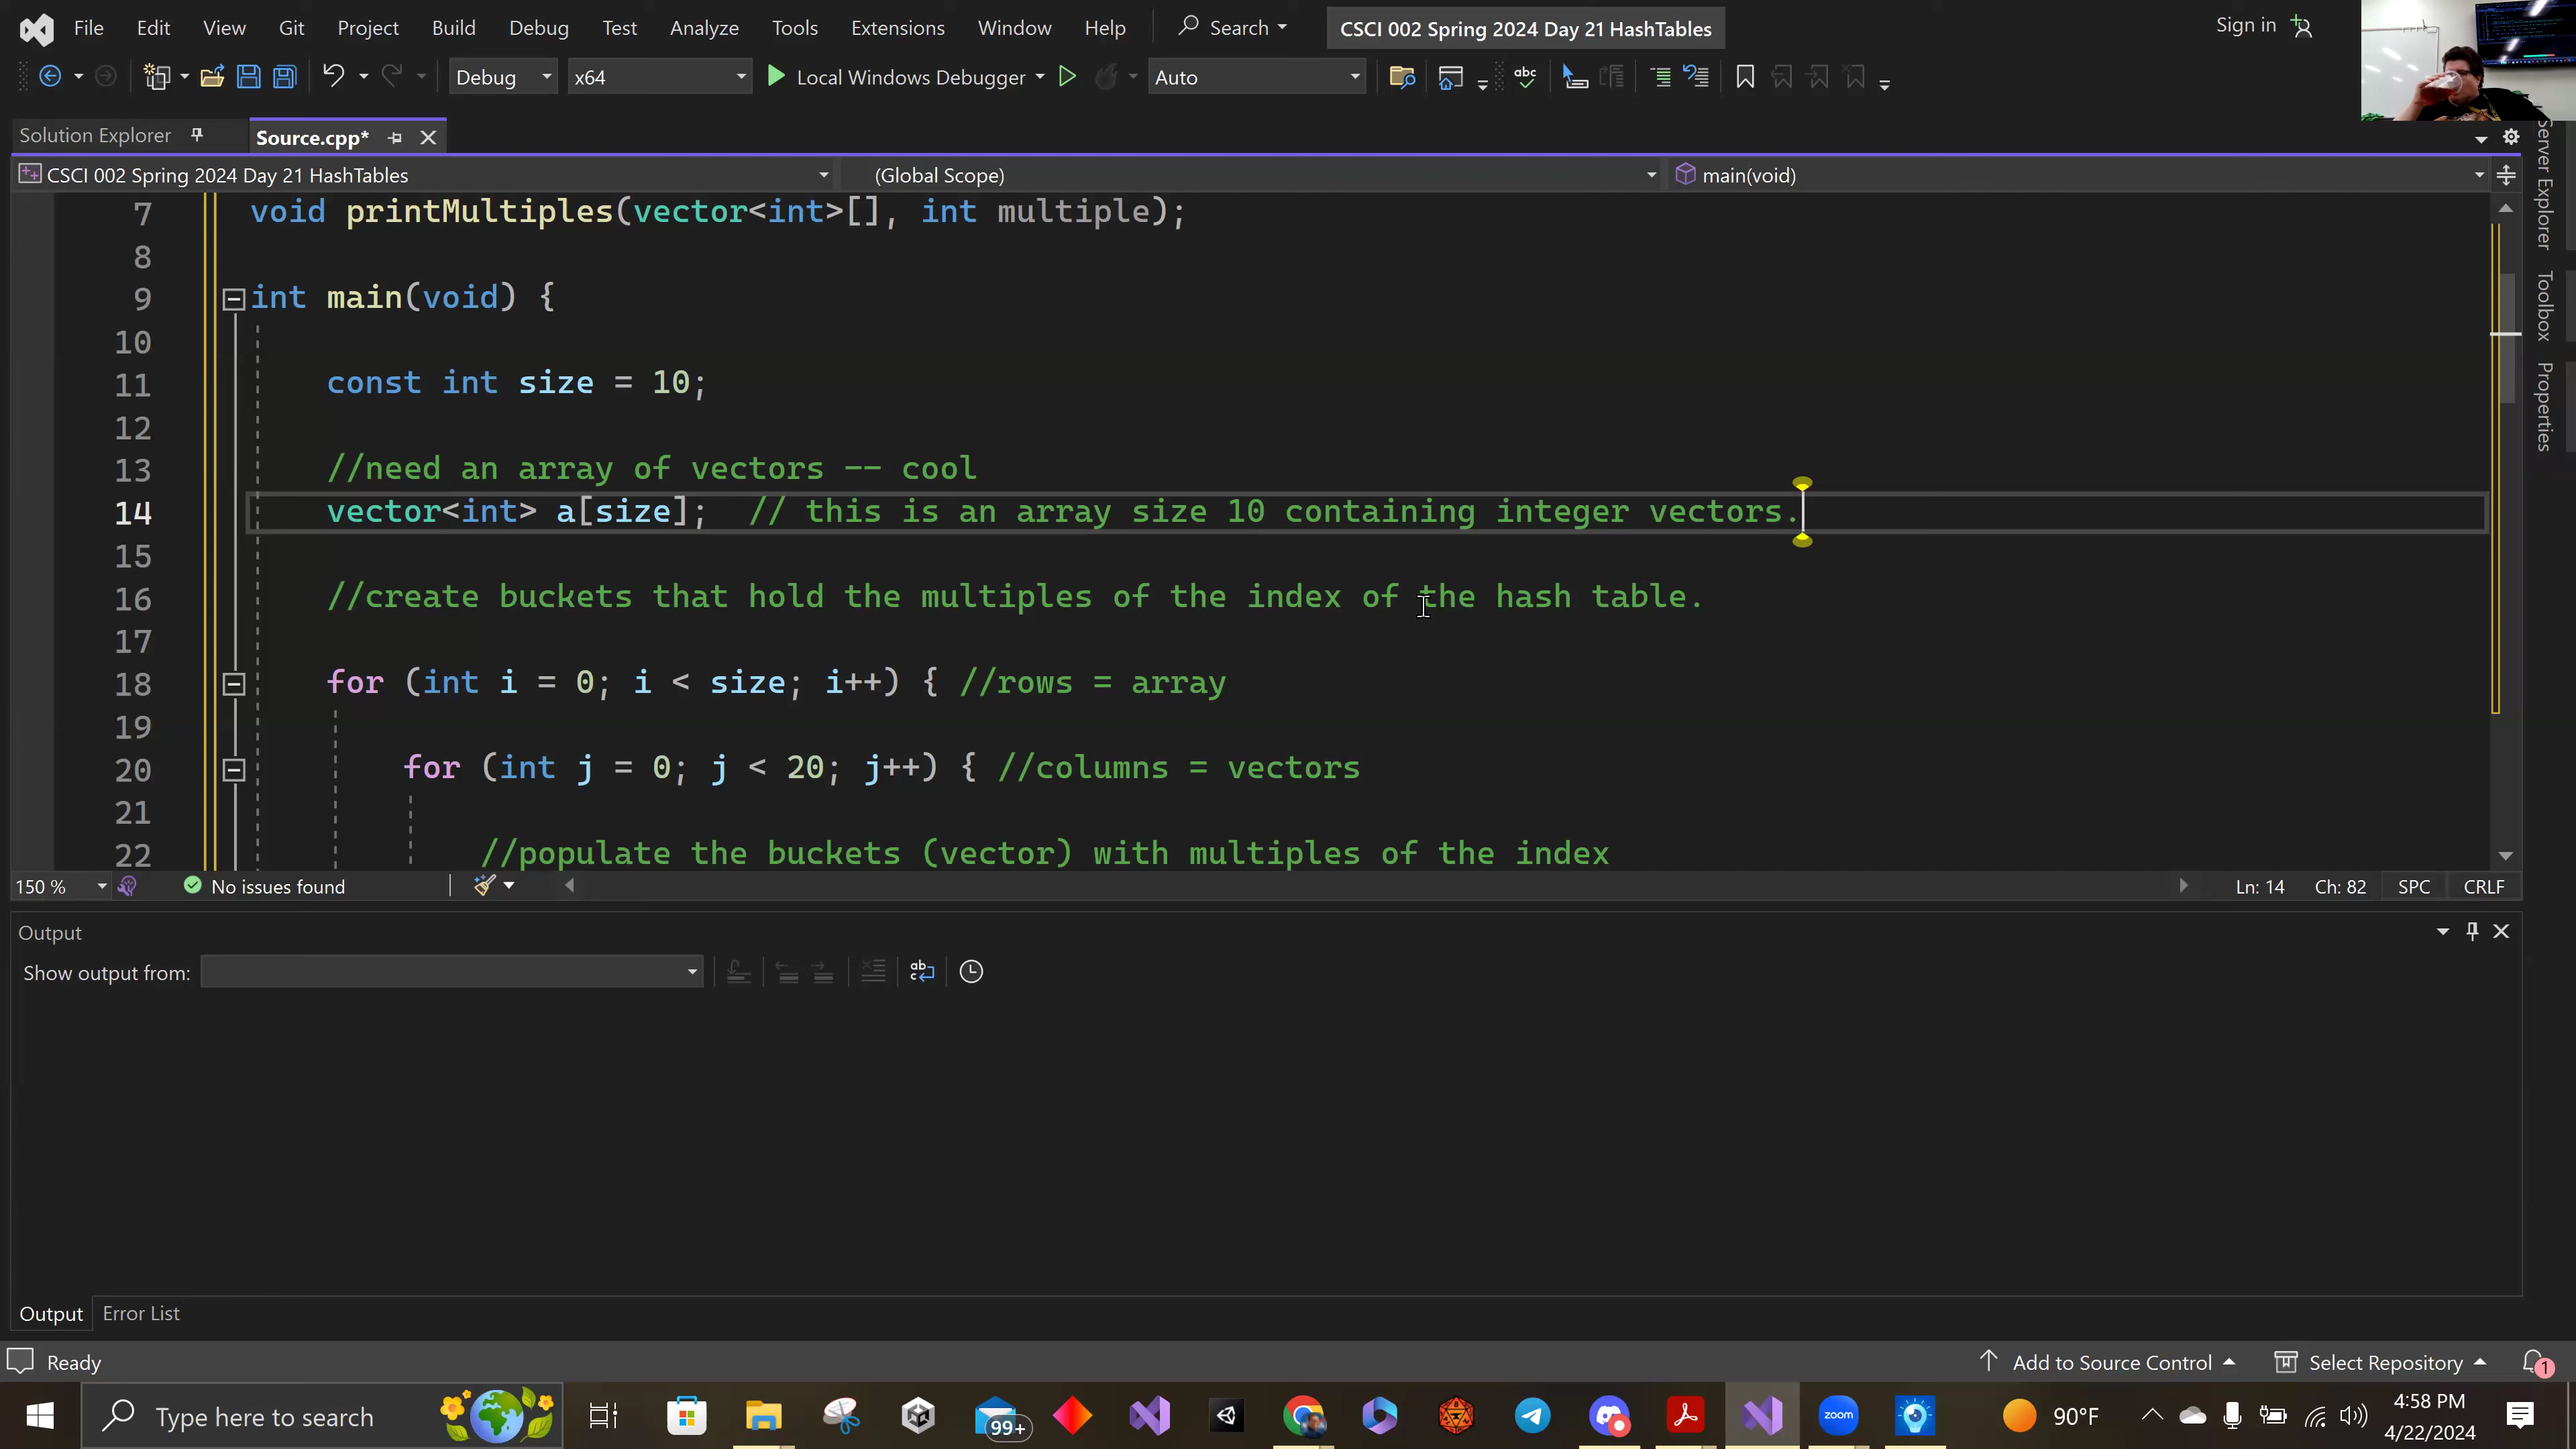 File Edit View Git Project Build Debug Test Analyze Tools Extensions Window Help Search CSCI 002 Spring 2024 Day 21 HashTables Sign in
Debug x64 Local Windows Debugger Auto
Solution Explorer Source.cpp*
CSCI 002 Spring 2024 Day 21 HashTables (Global Scope) main(void)
7 void printMultiples(vector<int>[], int multiple);
8
9 int main(void) {
10
11 const int size = 10;
12
13 //need an array of vectors -- cool
14 vector<int> a[size]; // this is an array size 10 containing integer vectors.
15
16 //create buckets that hold the multiples of the index of the hash table.
17
18 for (int i = 0; i < size; i++) { //rows = array
19
20 for (int j = 0; j < 20; j++) { //columns = vectors
21
22 //populate the buckets (vector) with multiples of the index
150 % No issues found Ln: 14 Ch: 82 SPC CRLF
Server Explorer
Toolbox
Properties
Output
Show output from:
Output Error List
Ready Add to Source Control Select Repository 1
Type here to search 99+ zoom 90°F 4:58 PM
4/22/2024